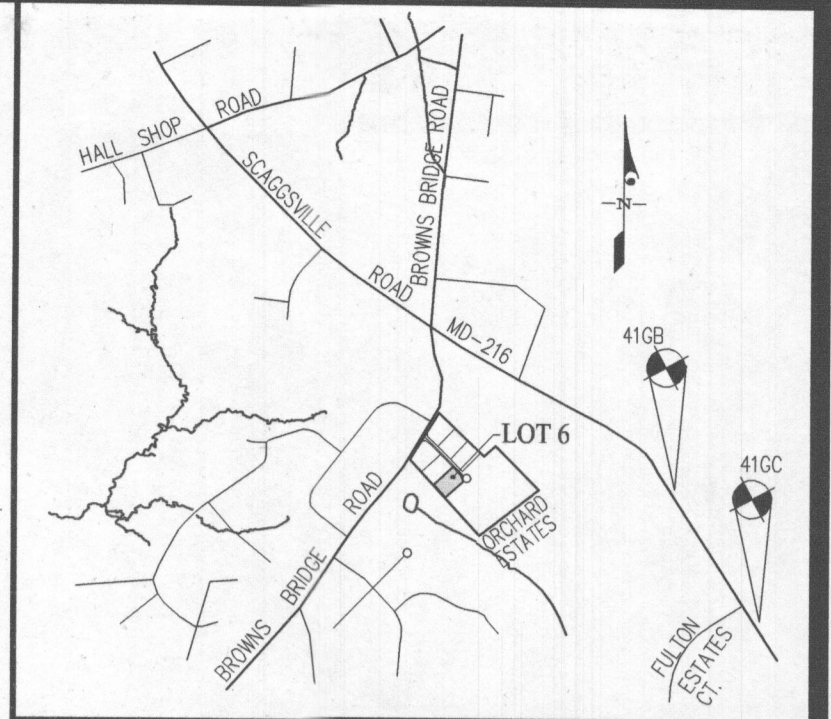 HALL SHOP ROAD
SCAGGSVILLE ROAD
BROWNS BRIDGE ROAD
N
MD-216
41GB
LOT 6
41GC
ORCHARD
ESTATES
BROWNS BRIDGE ROAD
FULTON
ESTATES
CT.